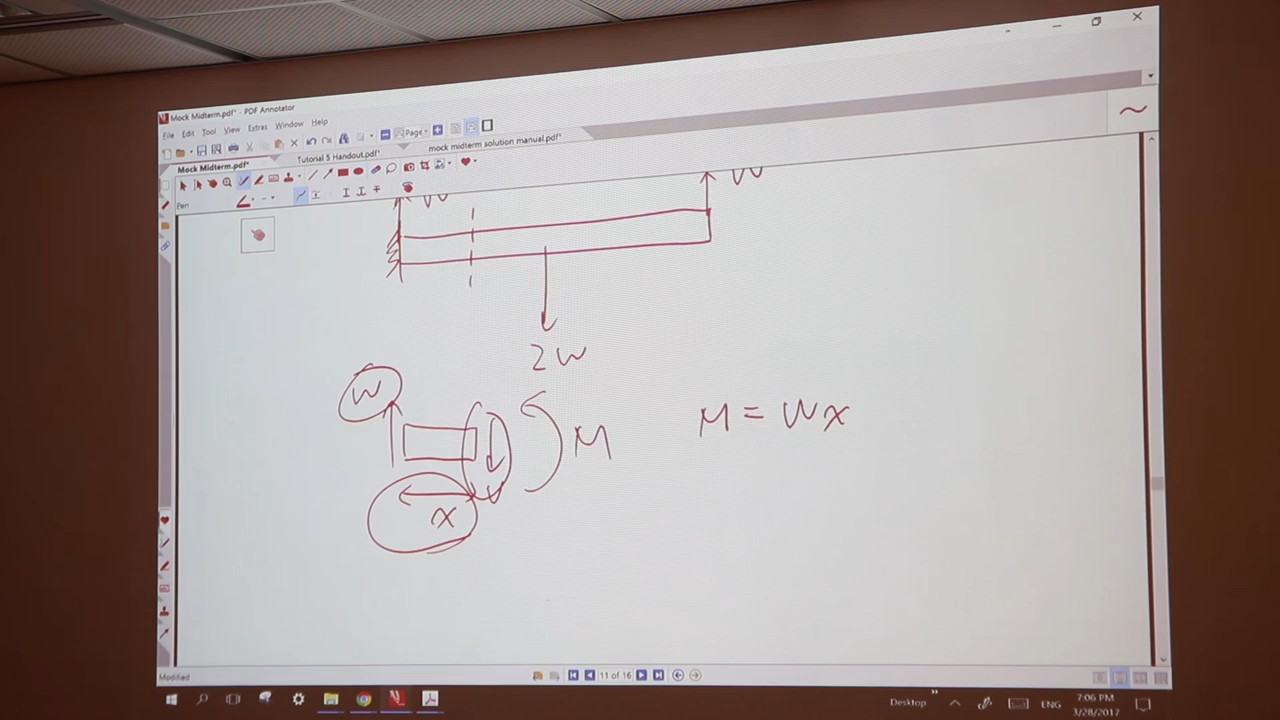 Mock Midterm.pdf* - PDF Annotator
File Edit Tool View Extras Window Help
Page
Mock Midterm.pdf* Tutorial 5 Handout.pdf* mock midterm solution manual.pdf*
Pen
W W
2W
W
M M = Wx
V
x
Modified 11 of 16
Desktop ENG 7:06 PM
3/28/2017